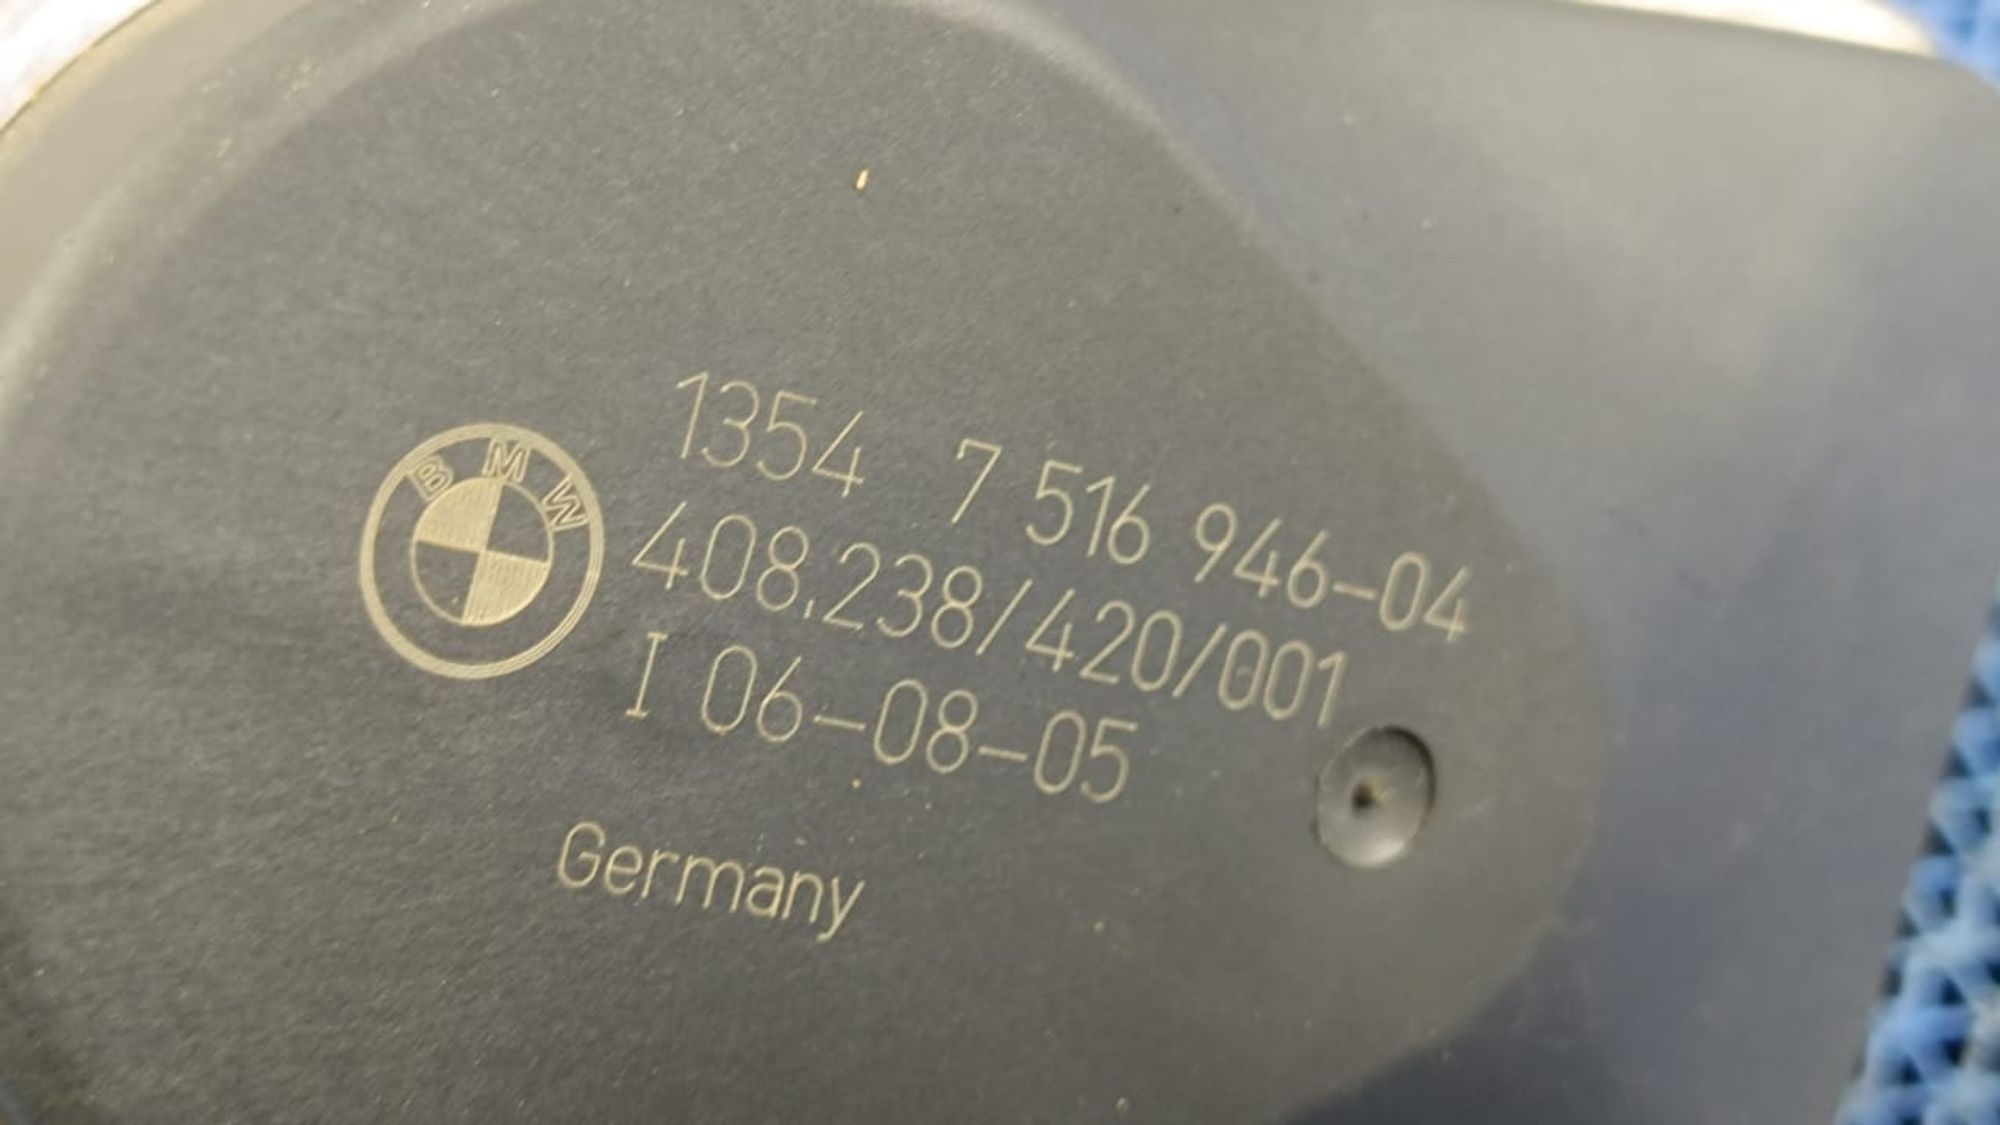 BMW
1354 7 516 946-04
408.238/420/001
I 06-08-05
Germany